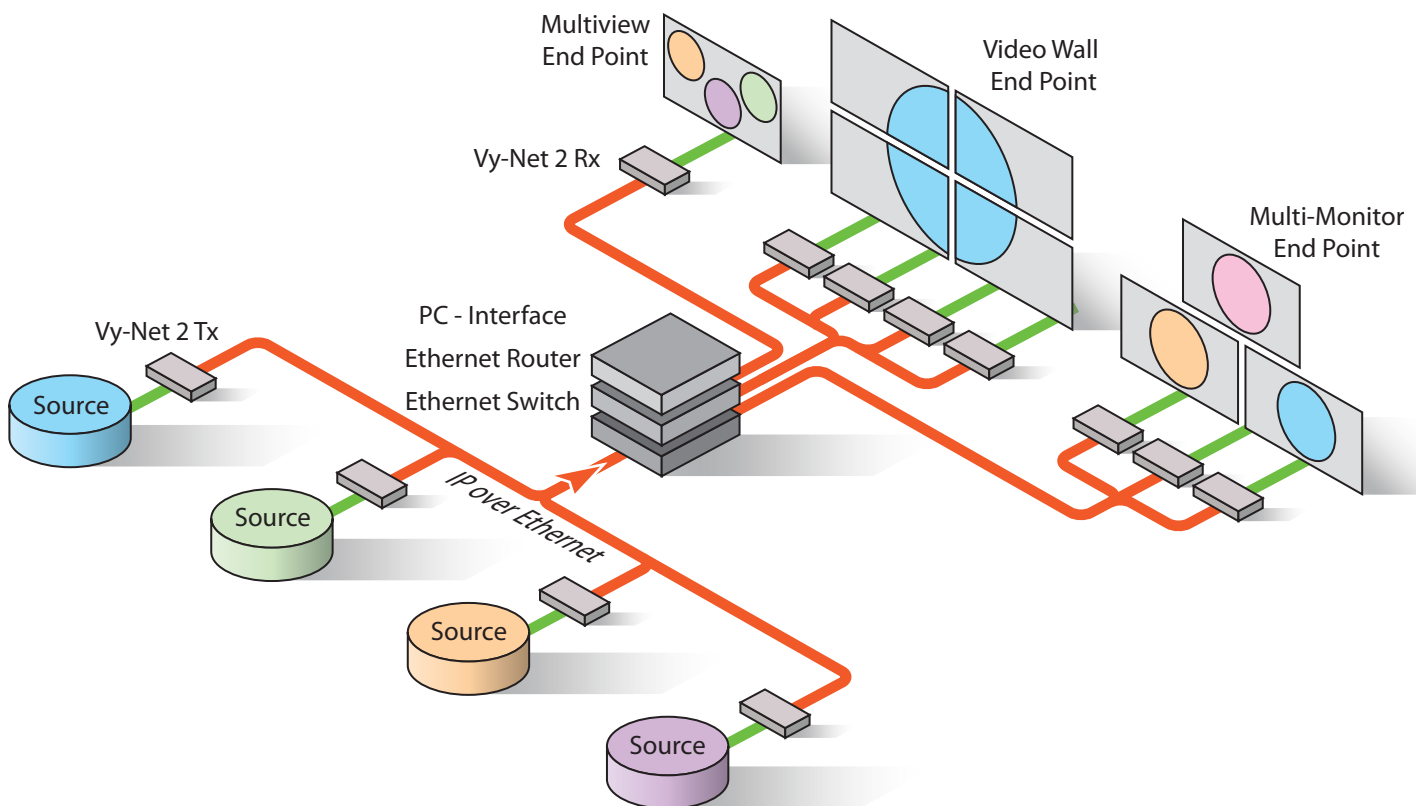 Multiview
End Point
Video Wall
End Point
Vy-Net 2 Rx
Multi-Monitor
End Point
PC - Interface
Ethernet Router
Ethernet Switch
Vy-Net 2 Tx
Source
Source
IP over Ethernet
Source
Source